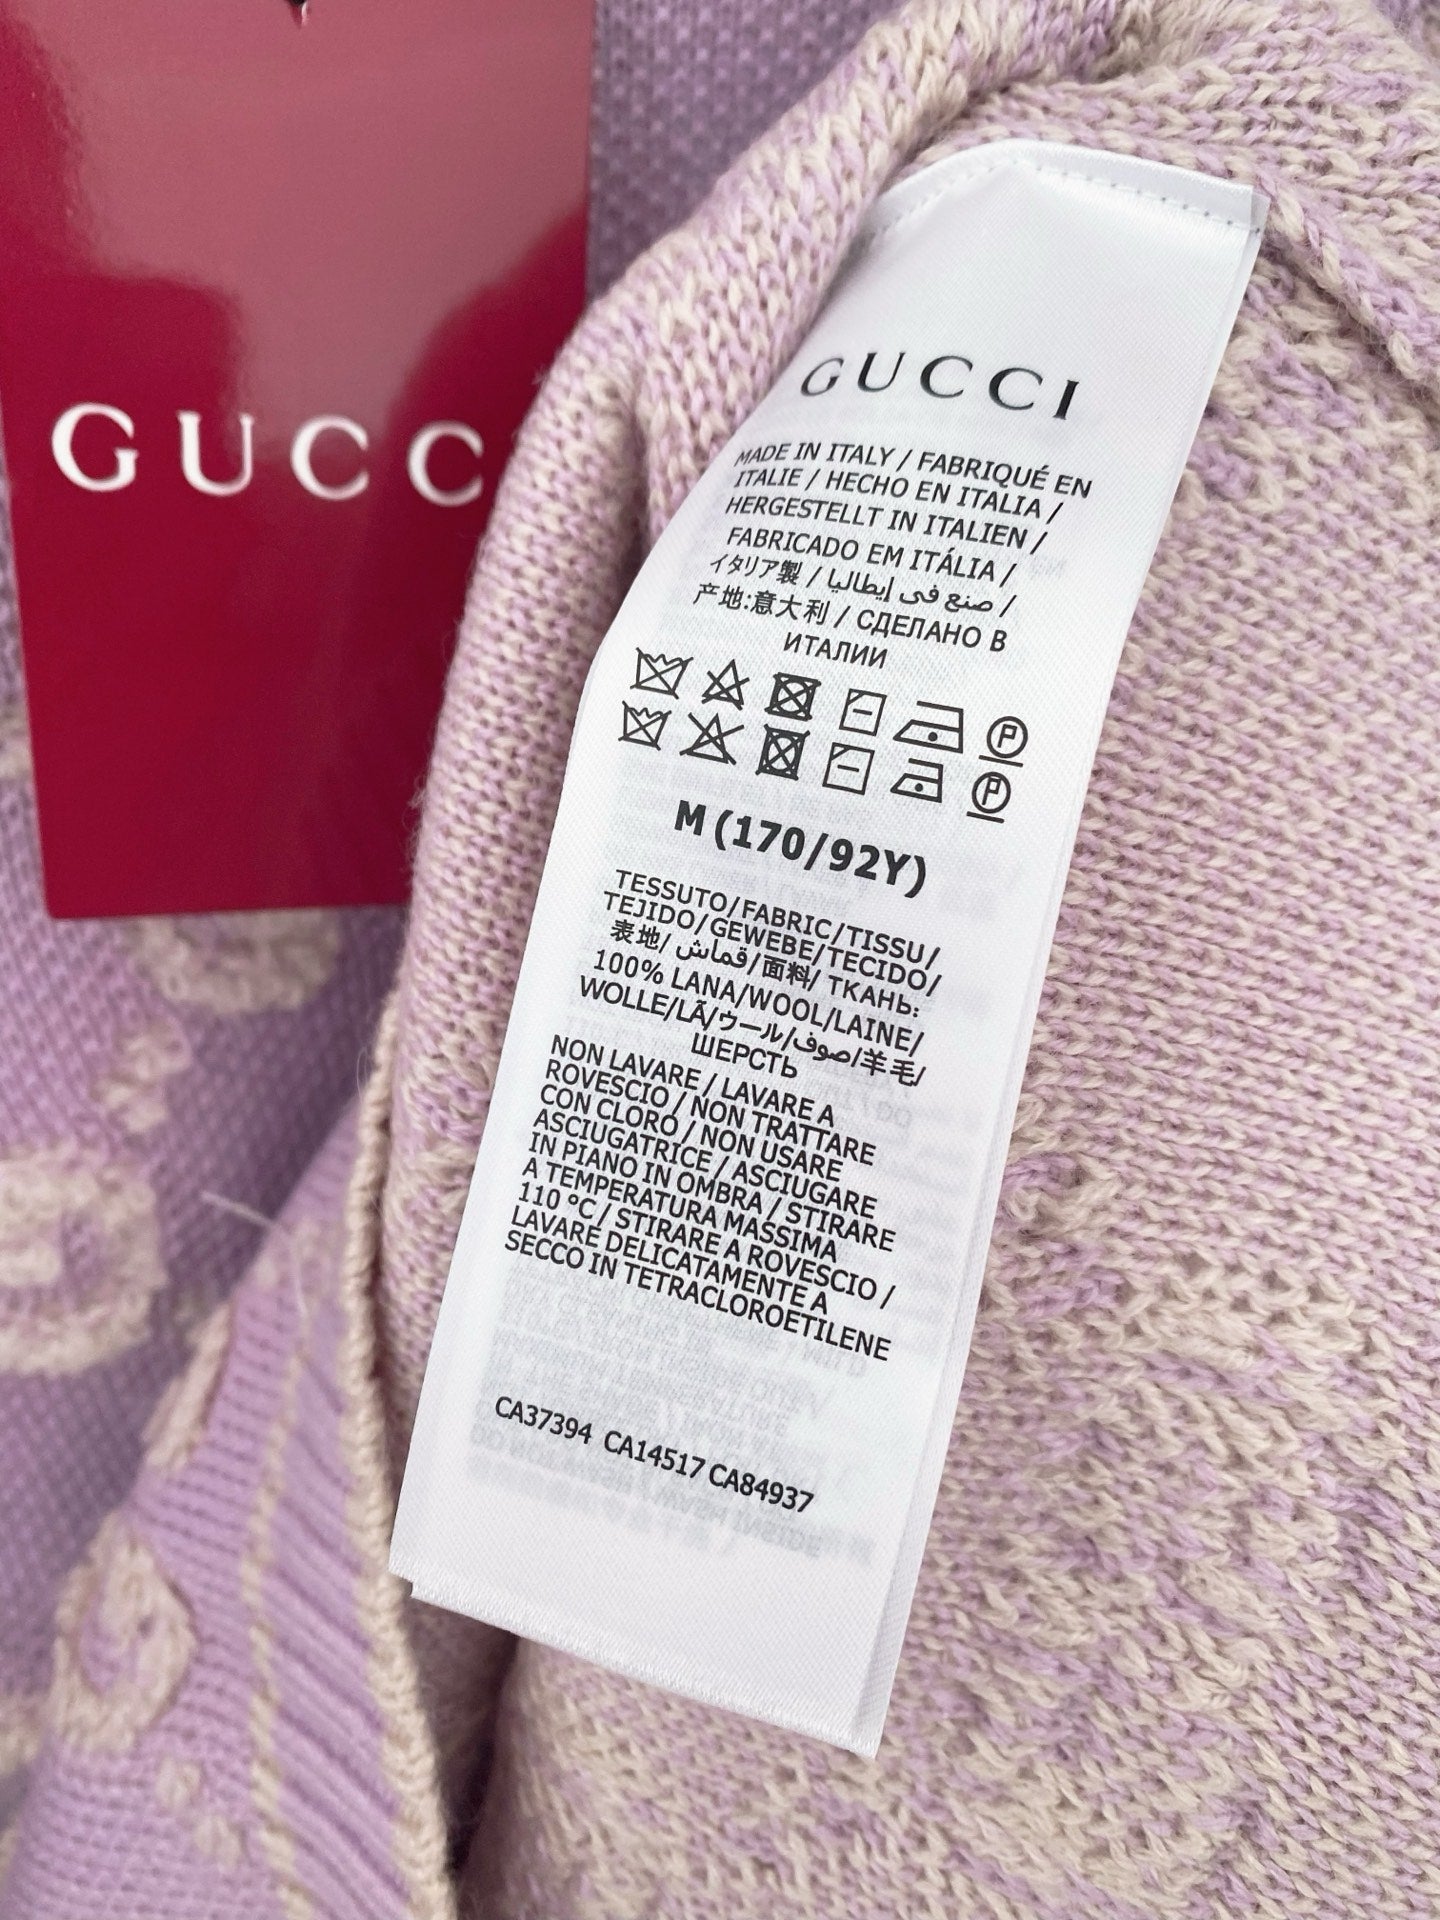 GUCC
GUCCI
MADE IN ITALY / FABRIQUÉ EN
ITALIE / HECHO EN ITALIA /
HERGESTELLT IN ITALIEN /
FABRICADO EM ITÁLIA /
イタリア製 / صنع في إيطاليا /
产地:意大利 / СДЕЛАНО В
ИТАЛИИ
P
P
M (170/92Y)
TESSUTO/FABRIC/TISSU/
TEJIDO/GEWEBE/TECIDO/
表地/ قماش/面料/ ТКАНЬ:
100% LANA/WOOL/LAINE/
WOLLE/LÃ/ウール/صوف/羊毛/
ШЕРСТЬ
NON LAVARE / LAVARE A
ROVESCIO / NON TRATTARE
CON CLORO / NON USARE
ASCIUGATRICE / ASCIUGARE
IN PIANO IN OMBRA / STIRARE
A TEMPERATURA MASSIMA
110 °C / STIRARE A ROVESCIO /
LAVARE DELICATAMENTE A
SECCO IN TETRACLOROETILENE
CA37394 CA14517 CA84937